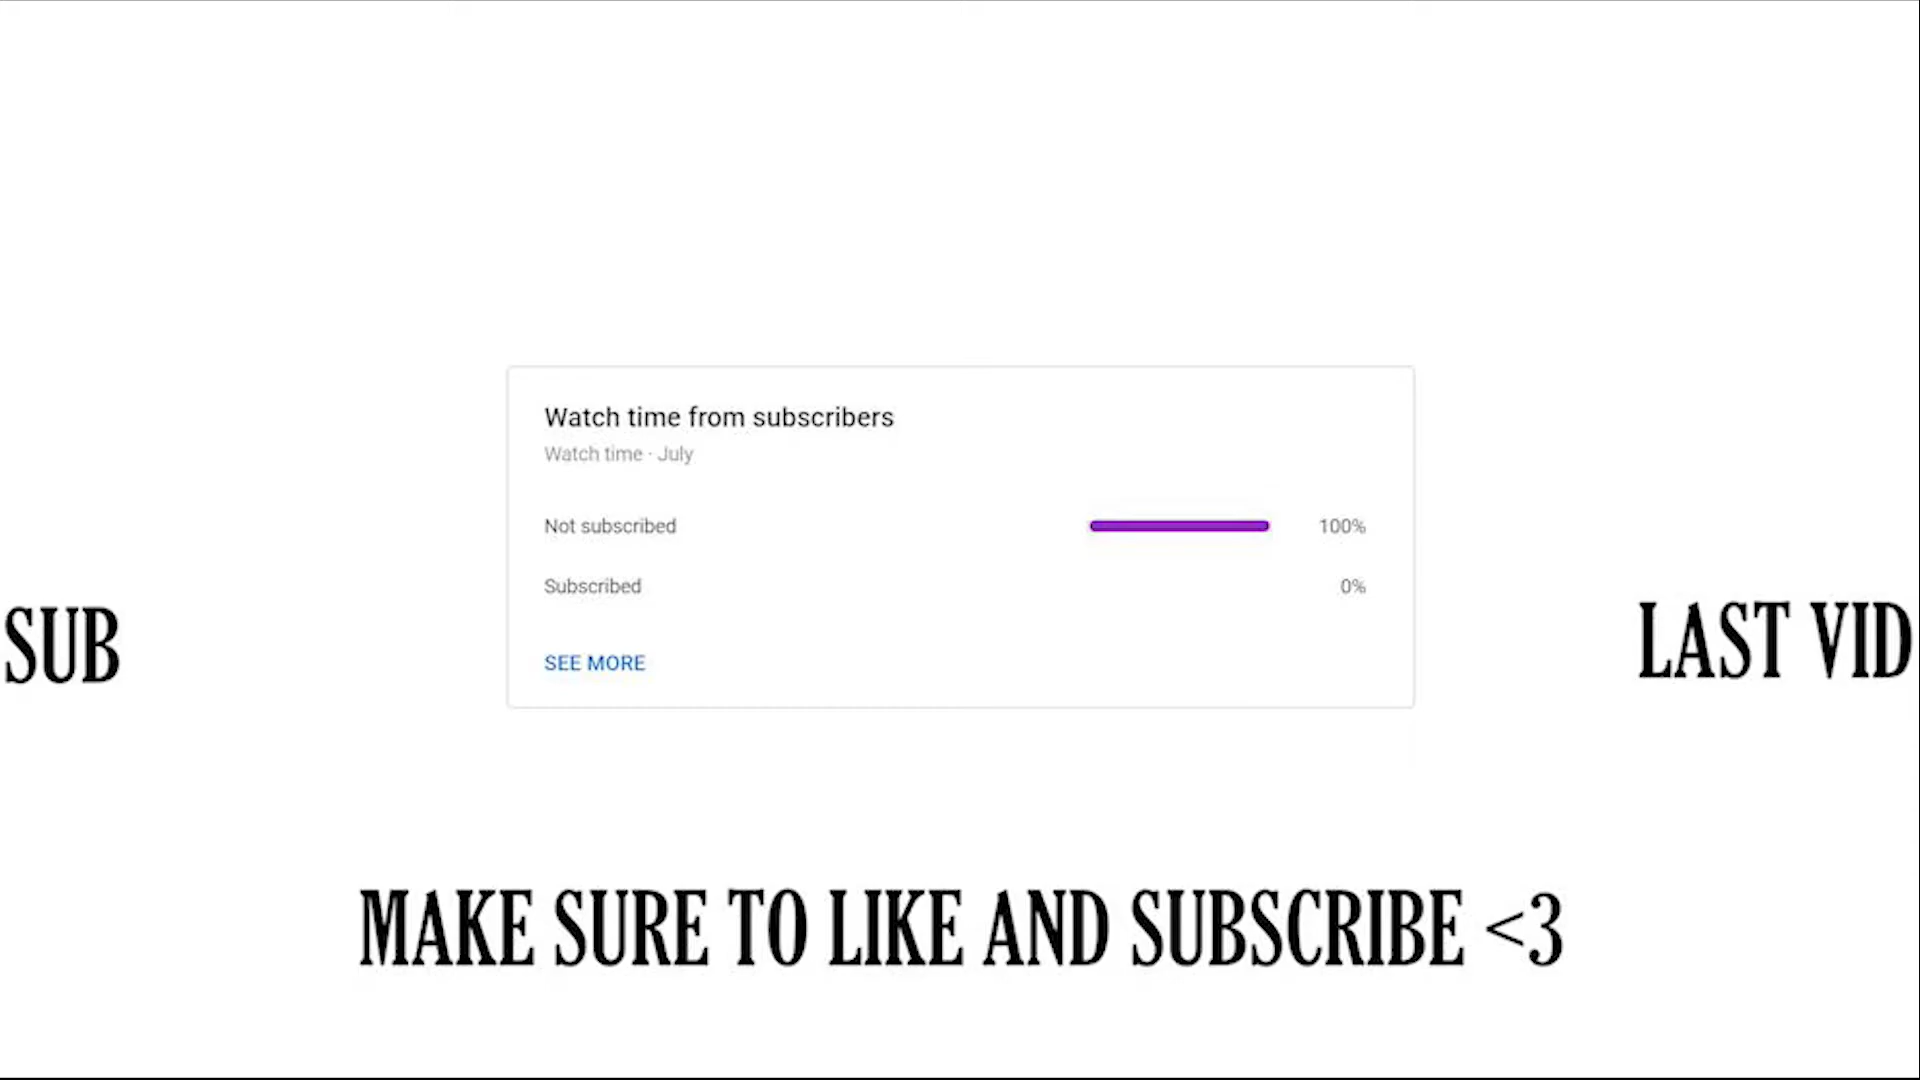 Watch time from subscribers
Watch time · July
Not subscribed 100%
Subscribed 0%
SEE MORE
SUB
LAST VID
MAKE SURE TO LIKE AND SUBSCRIBE <3